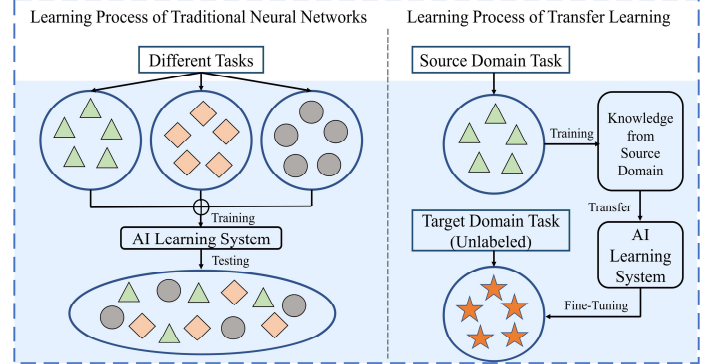 Learning Process of Traditional Neural Networks
Different Tasks
Training
AI Learning System
Testing
Learning Process of Transfer Learning
Source Domain Task
Training
Knowledge
from
Source
Domain
Transfer
Target Domain Task
(Unlabeled)
AI
Learning
System
Fine-Tuning